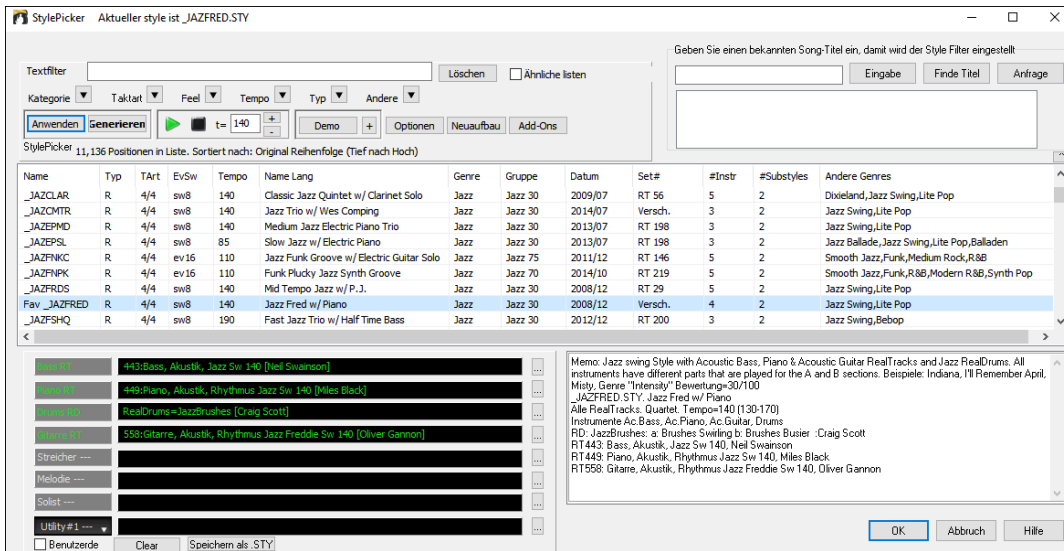 StylePicker Aktueller style ist _JAZFRED.STY
Geben Sie einen bekannten Song-Titel ein, damit wird der Style Filter eingestellt
Textfilter Löschen Ähnliche listen Eingabe Finde Titel Anfrage
Kategorie Taktart Feel Tempo Typ Andere
Anwenden Generieren t= 140 + - Demo + Optionen Neuaufbau Add-Ons
StylePicker 11,136 Positionen in Liste. Sortiert nach: Original Reihenfolge (Tief nach Hoch)
Name Typ TArt EvSw Tempo Name Lang Genre Gruppe Datum Set# #Instr #Substyles Andere Genres
_JAZCLAR R 4/4 sw8 140 Classic Jazz Quintet w/ Clarinet Solo Jazz Jazz 30 2009/07 RT 56 5 2 Dixieland,Jazz Swing,Lite Pop
_JAZCMTR R 4/4 sw8 140 Jazz Trio w/ Wes Comping Jazz Jazz 30 2014/07 Versch. 3 2 Jazz Swing,Lite Pop
_JAZEPMD R 4/4 sw8 140 Medium Jazz Electric Piano Trio Jazz Jazz 30 2013/07 RT 198 3 2 Jazz Swing,Lite Pop
_JAZEPSL R 4/4 sw8 85 Slow Jazz w/ Electric Piano Jazz Jazz 30 2013/07 RT 198 3 2 Jazz Ballade,Jazz Swing,Lite Pop,Balladen
_JAZFNKC R 4/4 ev16 110 Jazz Funk Groove w/ Electric Guitar Solo Jazz Jazz 75 2011/12 RT 146 5 2 Smooth Jazz,Funk,Medium Rock,R&B
_JAZFNPK R 4/4 ev16 110 Funk Plucky Jazz Synth Groove Jazz Jazz 70 2014/10 RT 219 5 2 Smooth Jazz,Funk,R&B,Modern R&B,Synth Pop
_JAZFRDS R 4/4 sw8 140 Mid Tempo Jazz w/ P.J. Jazz Jazz 30 2008/12 RT 29 5 2 Jazz Swing,Lite Pop
Fav _JAZFRED R 4/4 sw8 140 Jazz Fred w/ Piano Jazz Jazz 30 2008/12 Versch. 4 2 Jazz Swing,Lite Pop
_JAZFSHQ R 4/4 sw8 190 Fast Jazz Trio w/ Half Time Bass Jazz Jazz 30 2012/12 RT 200 3 2 Jazz Swing,Bebop
Bass RT 443:Bass, Akustik, Jazz Sw 140 [Neil Swainson] ...
Piano RT 449:Piano, Akustik, Rhythmus Jazz Sw 140 [Miles Black] ...
Drums RD RealDrums=JazzBrushes [Craig Scott] ...
Gitarre RT 558:Gitarre, Akustik, Rhythmus Jazz Freddie Sw 140 [Oliver Gannon] ...
Streicher --- ...
Melodie --- ...
Solist --- ...
Utility#1 --- ...
Benutzerde Clear Speichern als .STY
Memo: Jazz swing Style with Acoustic Bass, Piano & Acoustic Guitar RealTracks and Jazz RealDrums. All
instruments have different parts that are played for the A and B sections. Beispiele: Indiana, I'll Remember April,
Misty, Genre "Intensity" Bewertung=30/100
_JAZFRED.STY. Jazz Fred w/ Piano
Alle RealTracks. Quartet. Tempo=140 (130-170)
Instrumente Ac.Bass, Ac.Piano, Ac.Guitar, Drums
RD: JazzBrushes: a: Brushes Swirling b: Brushes Busier :Craig Scott
RT443: Bass, Akustik, Jazz Sw 140, Neil Swainson
RT449: Piano, Akustik, Rhythmus Jazz Sw 140, Miles Black
RT558: Gitarre, Akustik, Rhythmus Jazz Freddie Sw 140, Oliver Gannon
OK Abbruch Hilfe